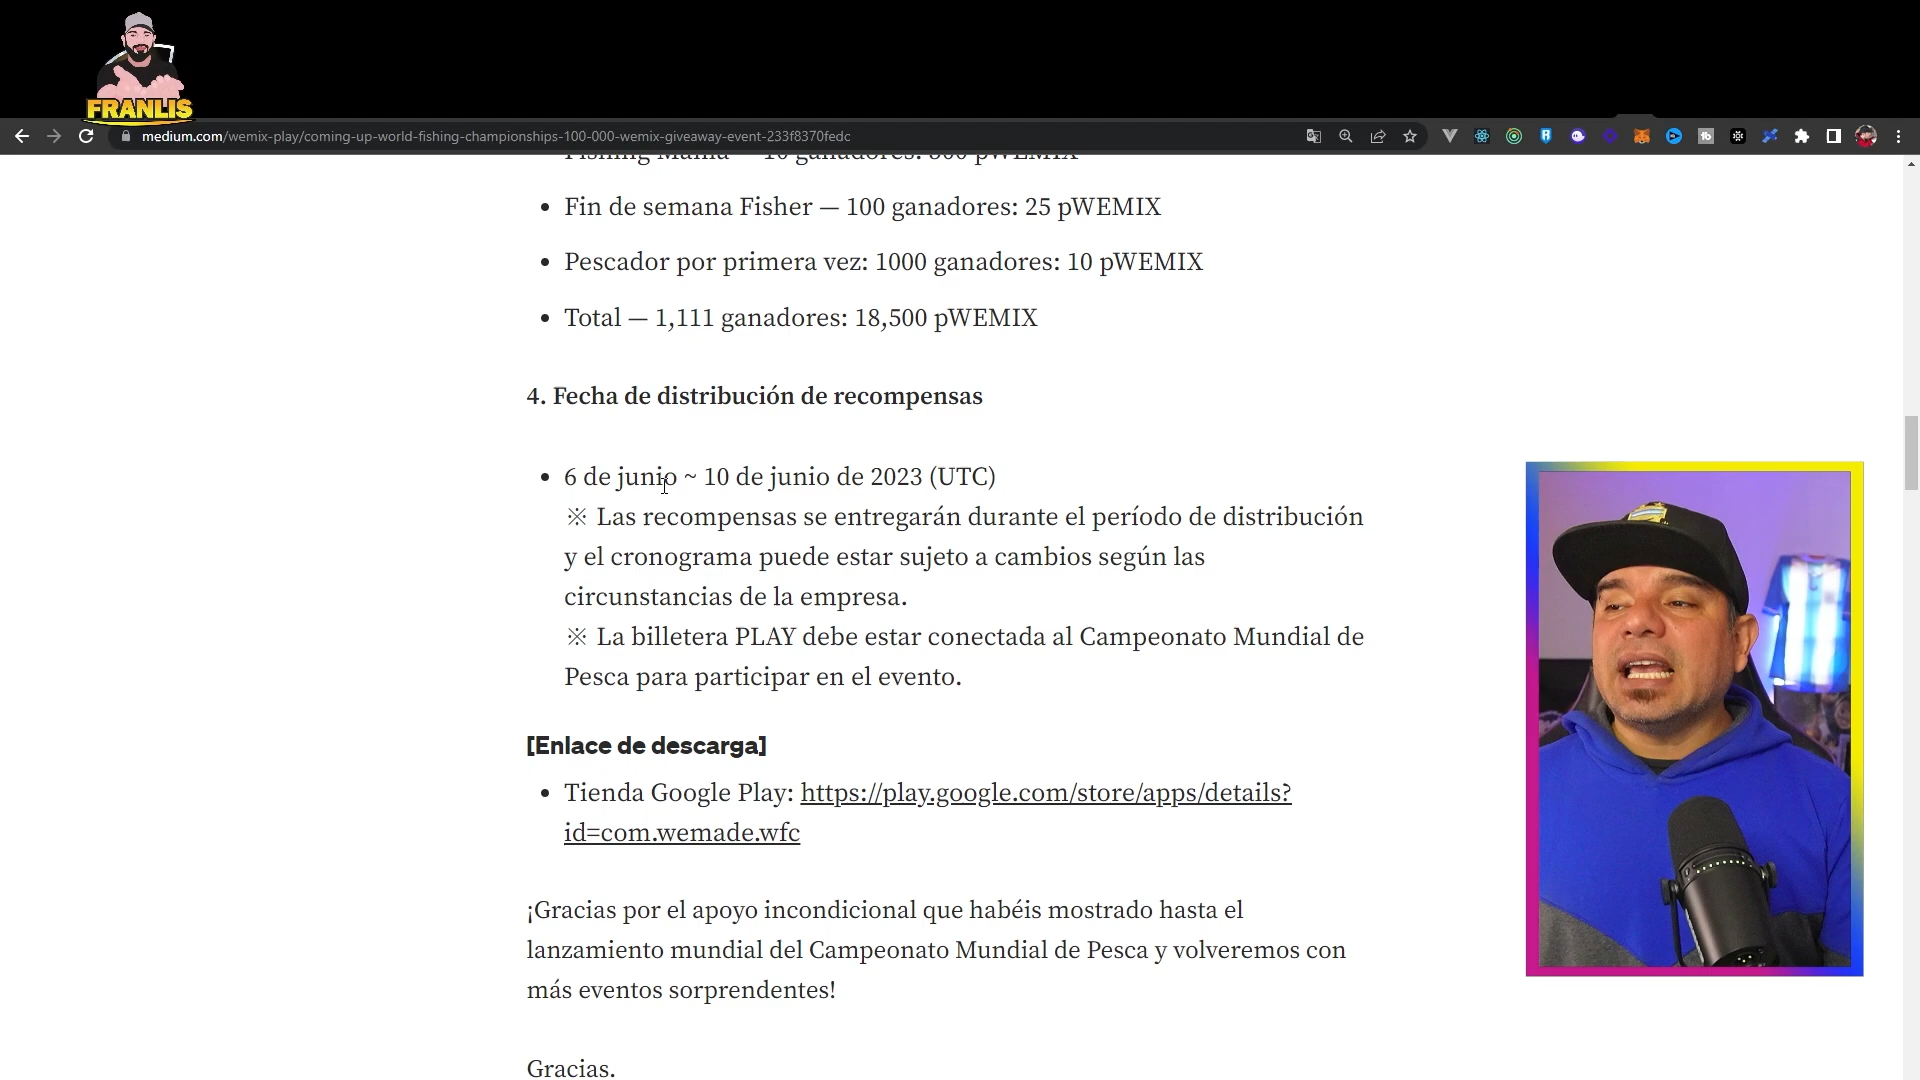 FRANLIS
medium.com/wemix-play/coming-up-world-fishing-championships-100-000-wemix-giveaway-event-233f8370fedc
Fishing Mania — 10 ganadores: 500 pWEMIX
• Fin de semana Fisher — 100 ganadores: 25 pWEMIX
• Pescador por primera vez: 1000 ganadores: 10 pWEMIX
• Total — 1,111 ganadores: 18,500 pWEMIX
4. Fecha de distribución de recompensas
• 6 de junio ~ 10 de junio de 2023 (UTC)
※ Las recompensas se entregarán durante el período de distribución
y el cronograma puede estar sujeto a cambios según las
circunstancias de la empresa.
※ La billetera PLAY debe estar conectada al Campeonato Mundial de
Pesca para participar en el evento.
[Enlace de descarga]
• Tienda Google Play: https://play.google.com/store/apps/details?
id=com.wemade.wfc
¡Gracias por el apoyo incondicional que habéis mostrado hasta el
lanzamiento mundial del Campeonato Mundial de Pesca y volveremos con
más eventos sorprendentes!
Gracias.